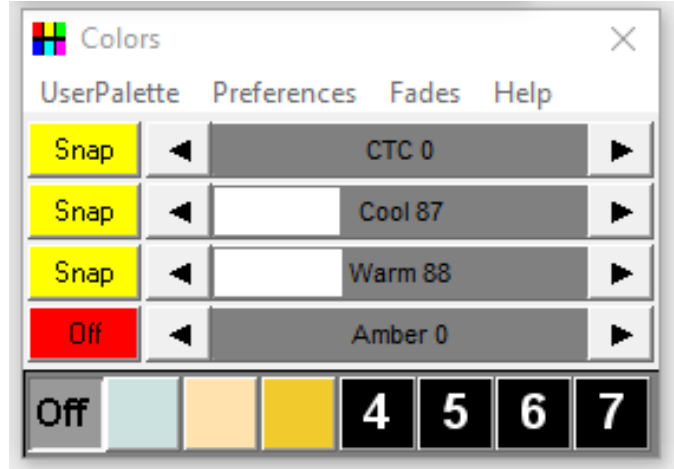 Colors
UserPalette Preferences Fades Help
Snap CTC 0
Snap Cool 87
Snap Warm 88
Off Amber 0
Off 4 5 6 7